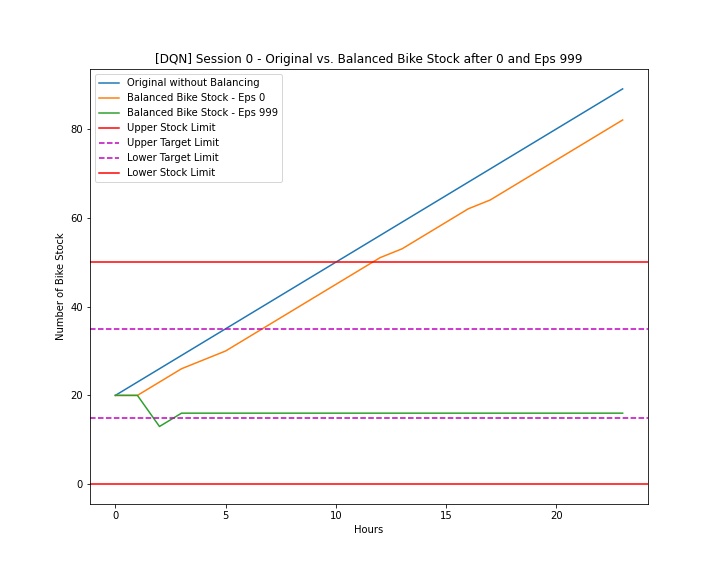 [DQN] Session 0 - Original vs. Balanced Bike Stock after 0 and Eps 999
Original without Balancing
Balanced Bike Stock - Eps 0
Balanced Bike Stock - Eps 999
Upper Stock Limit
Upper Target Limit
Lower Target Limit
Lower Stock Limit
Number of Bike Stock
80
60
40
20
0
0 5 10 15 20
Hours